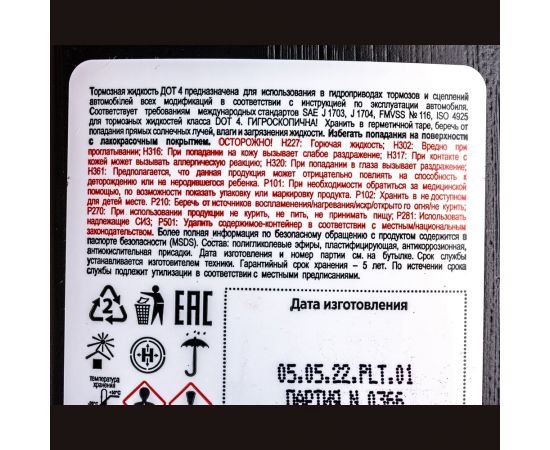 Тормозная жидкость ДОТ 4 предназначена для использования в гидроприводах тормозов и сцеплений
автомобилей всех модификаций в соответствии с инструкцией по эксплуатации автомобиля.
Соответствует требованиям международных стандартов SAE J 1703, J 1704, FMVSS № 116, ISO 4925
для тормозных жидкостей класса DOT 4. ГИГРОСКОПИЧНА! Хранить в герметичной таре, беречь от
попадания прямых солнечных лучей, влаги и загрязнения жидкости. Избегать попадания на поверхности
с лакокрасочным покрытием. ОСТОРОЖНО! H227: Горючая жидкость; H302: Вредно при
проглатывании; H316: При попадании на кожу вызывает слабое раздражение; H317: При контакте с
кожей может вызывать аллергическую реакцию; H320: При попадании в глаза вызывает раздражение;
H361: Предполагается, что данная продукция может отрицательно повлиять на способность к
деторождению или на неродившегося ребенка. P101: При необходимости обратиться за медицинской
помощью, по возможности показать упаковку или маркировку продукта. P102: Хранить в не доступном
для детей месте. P210: Беречь от источников воспламенения/нагревания/искр/открытого огня/не курить;
P270: При использовании продукции не курить, не пить, не принимать пищу; P281: Использовать
надлежащие СИЗ; P501: Удалить содержимое-контейнер в соответствии с местным/национальным
законодательством. Более полная информация по безопасному обращению с продуктом содержится в
паспорте безопасности (MSDS). Состав: полигликолевые эфиры, пластифицирующая, антикоррозионная,
антиокислительная присадки. Дата изготовления и номер партии см. на бутылке. Срок службы
устанавливается изготовителем техники. Гарантийный срок хранения – 5 лет. По истечении срока
службы подлежит утилизации в соответствии с местными предписаниями.
2
EAC
Н
температура
хранения
Дата изготовления
05.05.22.PLT.01
ПАРТИЯ N 0366